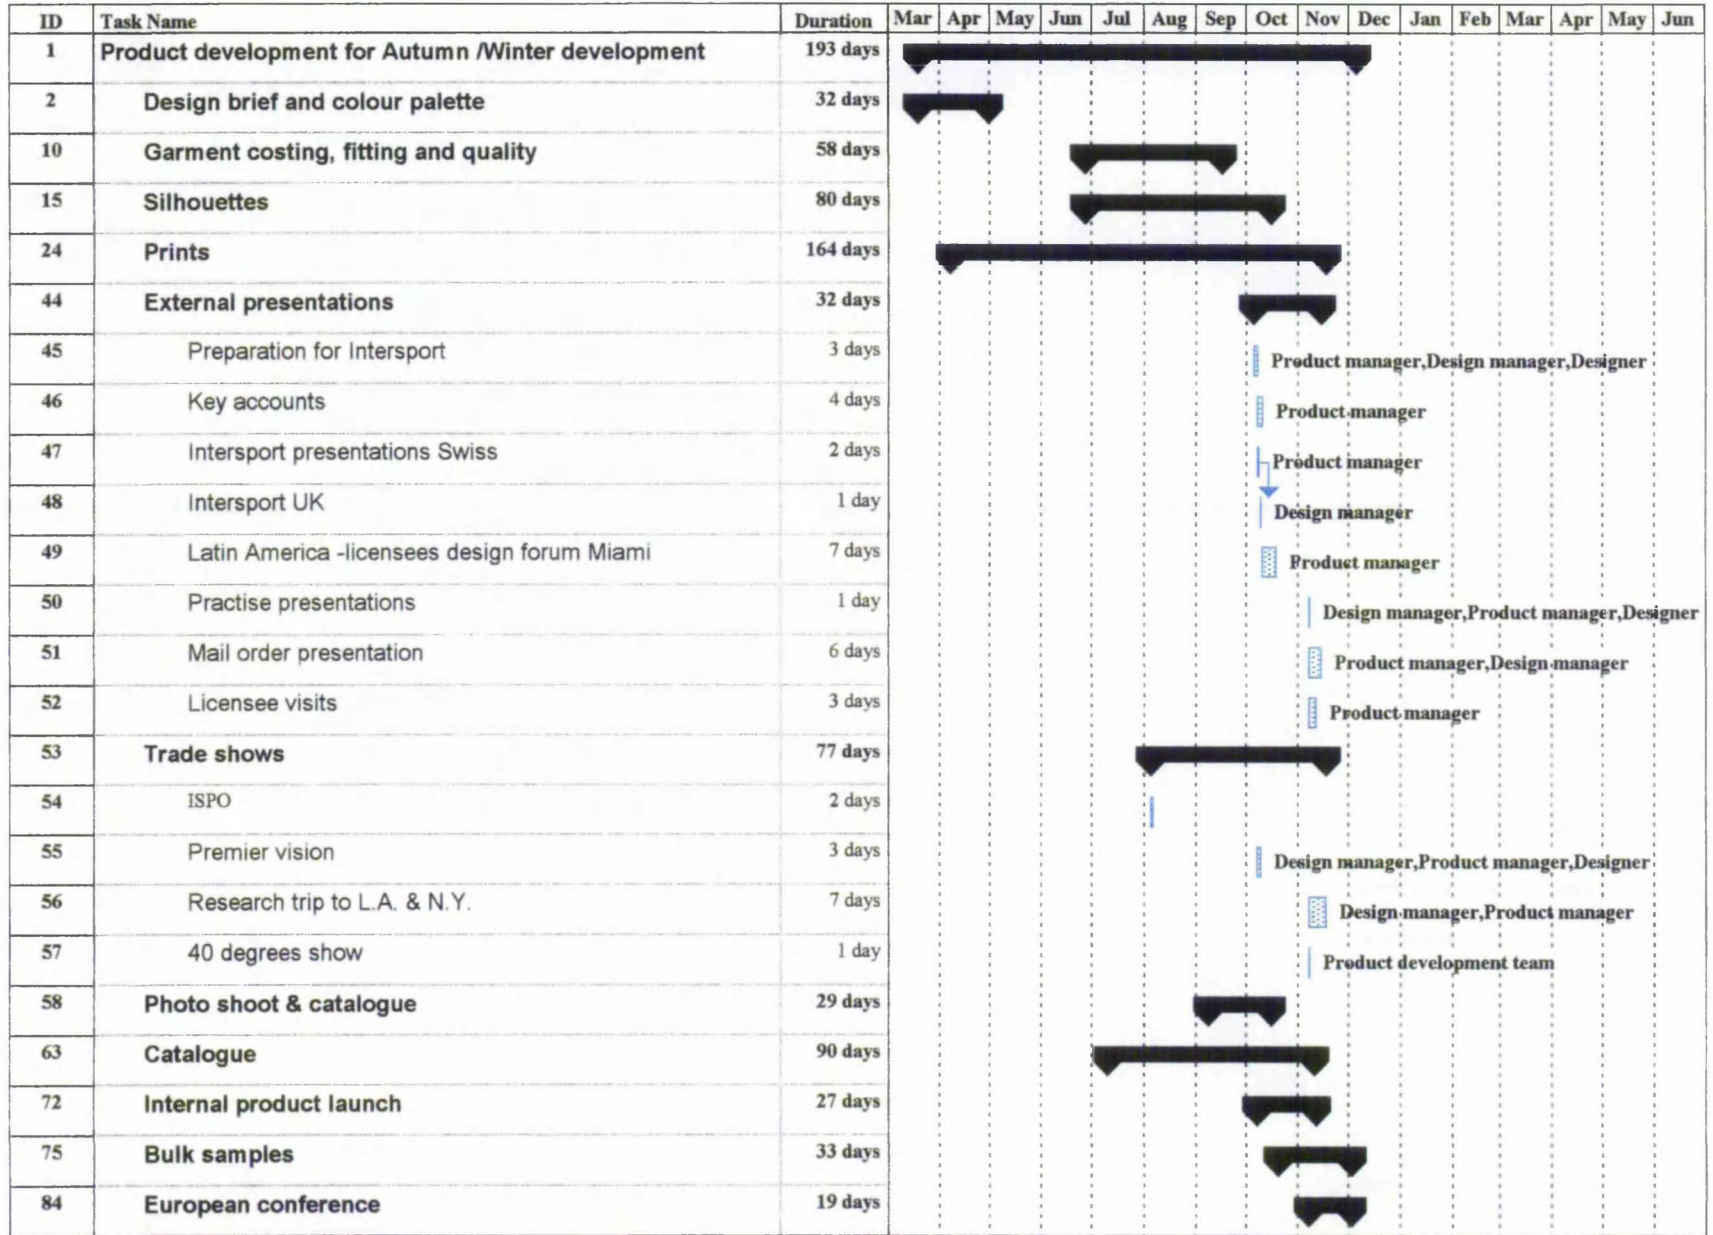 ID Task Name Duration Mar Apr May Jun Jul Aug Sep Oct Nov Dec Jan Feb Mar Apr May Jun
1 Product development for Autumn /Winter development 193 days
2 Design brief and colour palette 32 days
10 Garment costing, fitting and quality 58 days
15 Silhouettes 80 days
24 Prints 164 days
44 External presentations 32 days
45 Preparation for Intersport 3 days Product manager,Design manager,Designer
46 Key accounts 4 days Product manager
47 Intersport presentations Swiss 2 days Product manager
48 Intersport UK 1 day Design manager
49 Latin America -licensees design forum Miami 7 days Product manager
50 Practise presentations 1 day Design manager,Product manager,Designer
51 Mail order presentation 6 days Product manager,Design manager
52 Licensee visits 3 days Product manager
53 Trade shows 77 days
54 ISPO 2 days
55 Premier vision 3 days Design manager,Product manager,Designer
56 Research trip to L.A. & N.Y. 7 days Design manager,Product manager
57 40 degrees show 1 day Product development team
58 Photo shoot & catalogue 29 days
63 Catalogue 90 days
72 Internal product launch 27 days
75 Bulk samples 33 days
84 European conference 19 days